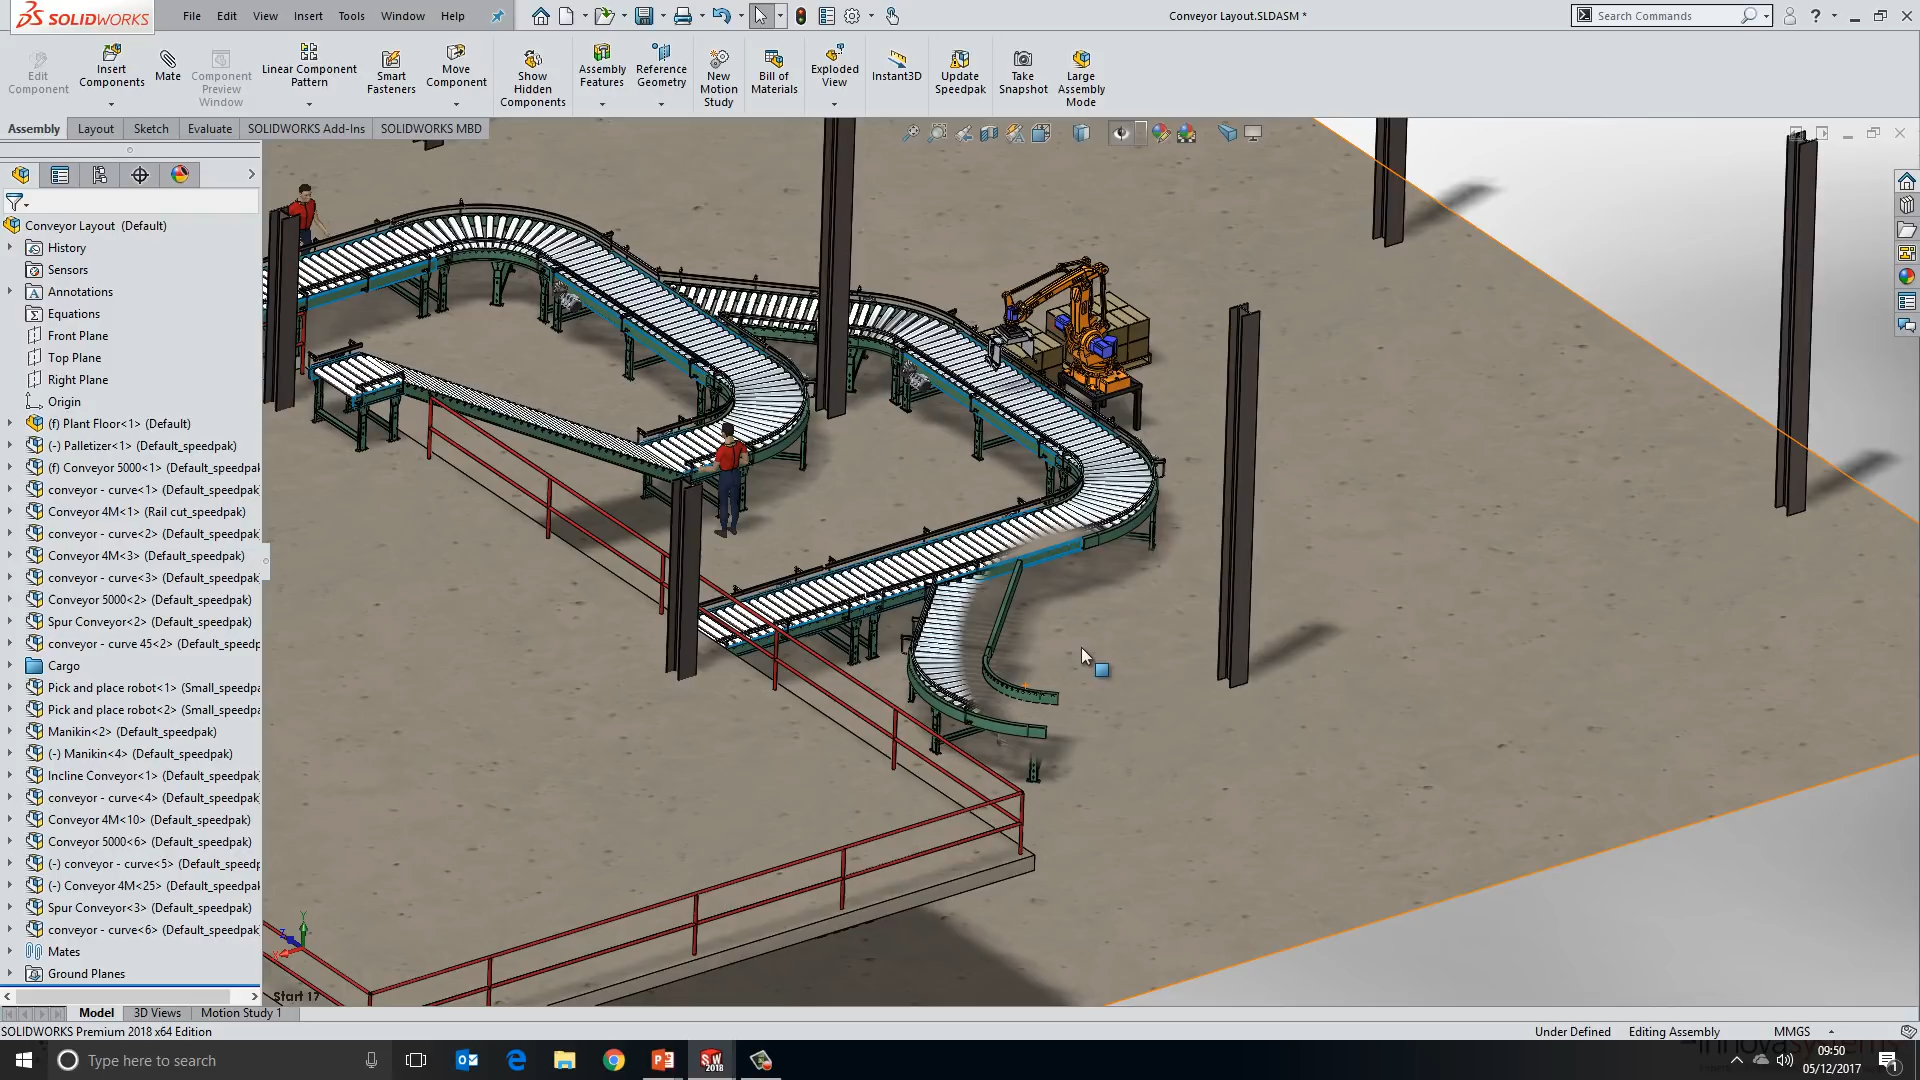 SOLIDWORKS
File Edit View Insert Tools Window Help
Conveyor Layout.SLDASM *
Search Commands
Edit Component
Insert Components
Mate
Component Preview Window
Linear Component Pattern
Smart Fasteners
Move Component
Show Hidden Components
Assembly Features
Reference Geometry
New Motion Study
Bill of Materials
Exploded View
Instant3D
Update Speedpak
Take Snapshot
Large Assembly Mode
Assembly Layout Sketch Evaluate SOLIDWORKS Add-Ins SOLIDWORKS MBD
Conveyor Layout (Default)
History
Sensors
Annotations
Equations
Front Plane
Top Plane
Right Plane
Origin
(f) Plant Floor<1> (Default)
(-) Palletizer<1> (Default_speedpak)
(f) Conveyor 5000<1> (Default_speedpak
conveyor - curve<1> (Default_speedpak
Conveyor 4M<1> (Rail cut_speedpak)
conveyor - curve<2> (Default_speedpak
Conveyor 4M<3> (Default_speedpak)
conveyor - curve<3> (Default_speedpak
Conveyor 5000<2> (Default_speedpak)
Spur Conveyor<2> (Default_speedpak)
conveyor - curve 45<2> (Default_speedpak
Cargo
Pick and place robot<1> (Small_speedpa
Pick and place robot<2> (Small_speedpa
Manikin<2> (Default_speedpak)
(-) Manikin<4> (Default_speedpak)
Incline Conveyor<1> (Default_speedpak
conveyor - curve<4> (Default_speedpak
Conveyor 4M<10> (Default_speedpak)
Conveyor 5000<6> (Default_speedpak)
(-) conveyor - curve<5> (Default_speedp
(-) Conveyor 4M<25> (Default_speedpak
Spur Conveyor<3> (Default_speedpak)
conveyor - curve<6> (Default_speedpak
Mates
Ground Planes
Start 17
Model 3D Views Motion Study 1
SOLIDWORKS Premium 2018 x64 Edition
Under Defined Editing Assembly MMGS
Type here to search
09:50
05/12/2017